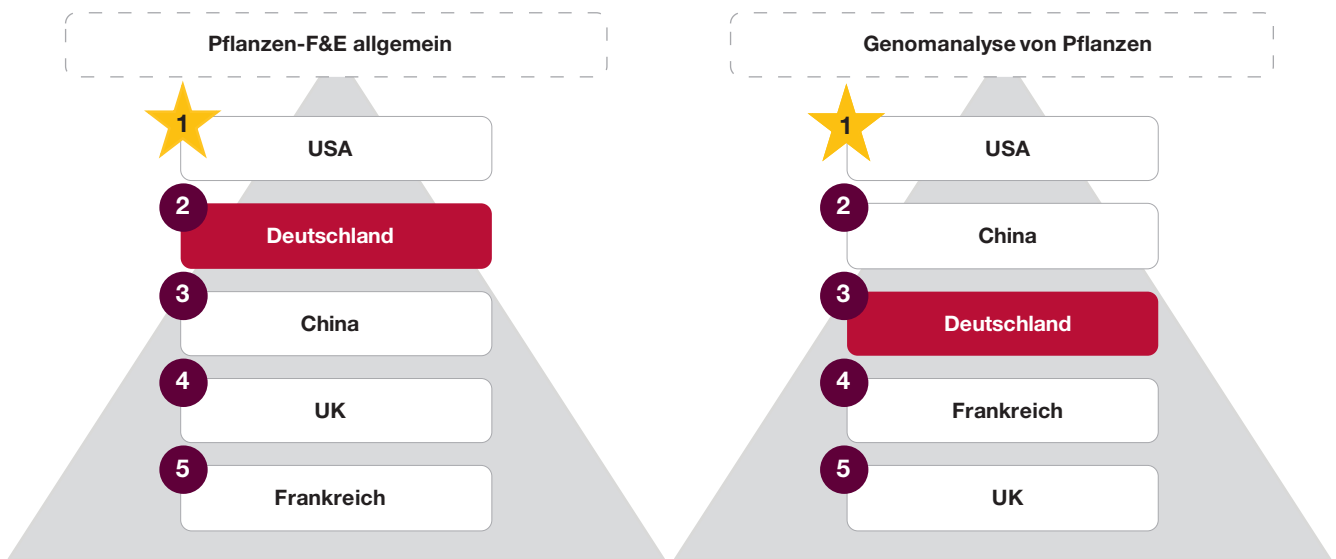 Pflanzen-F&E allgemein
1
USA
2
Deutschland
3
China
4
UK
5
Frankreich
Genomanalyse von Pflanzen
1
USA
2
China
3
Deutschland
4
Frankreich
5
UK